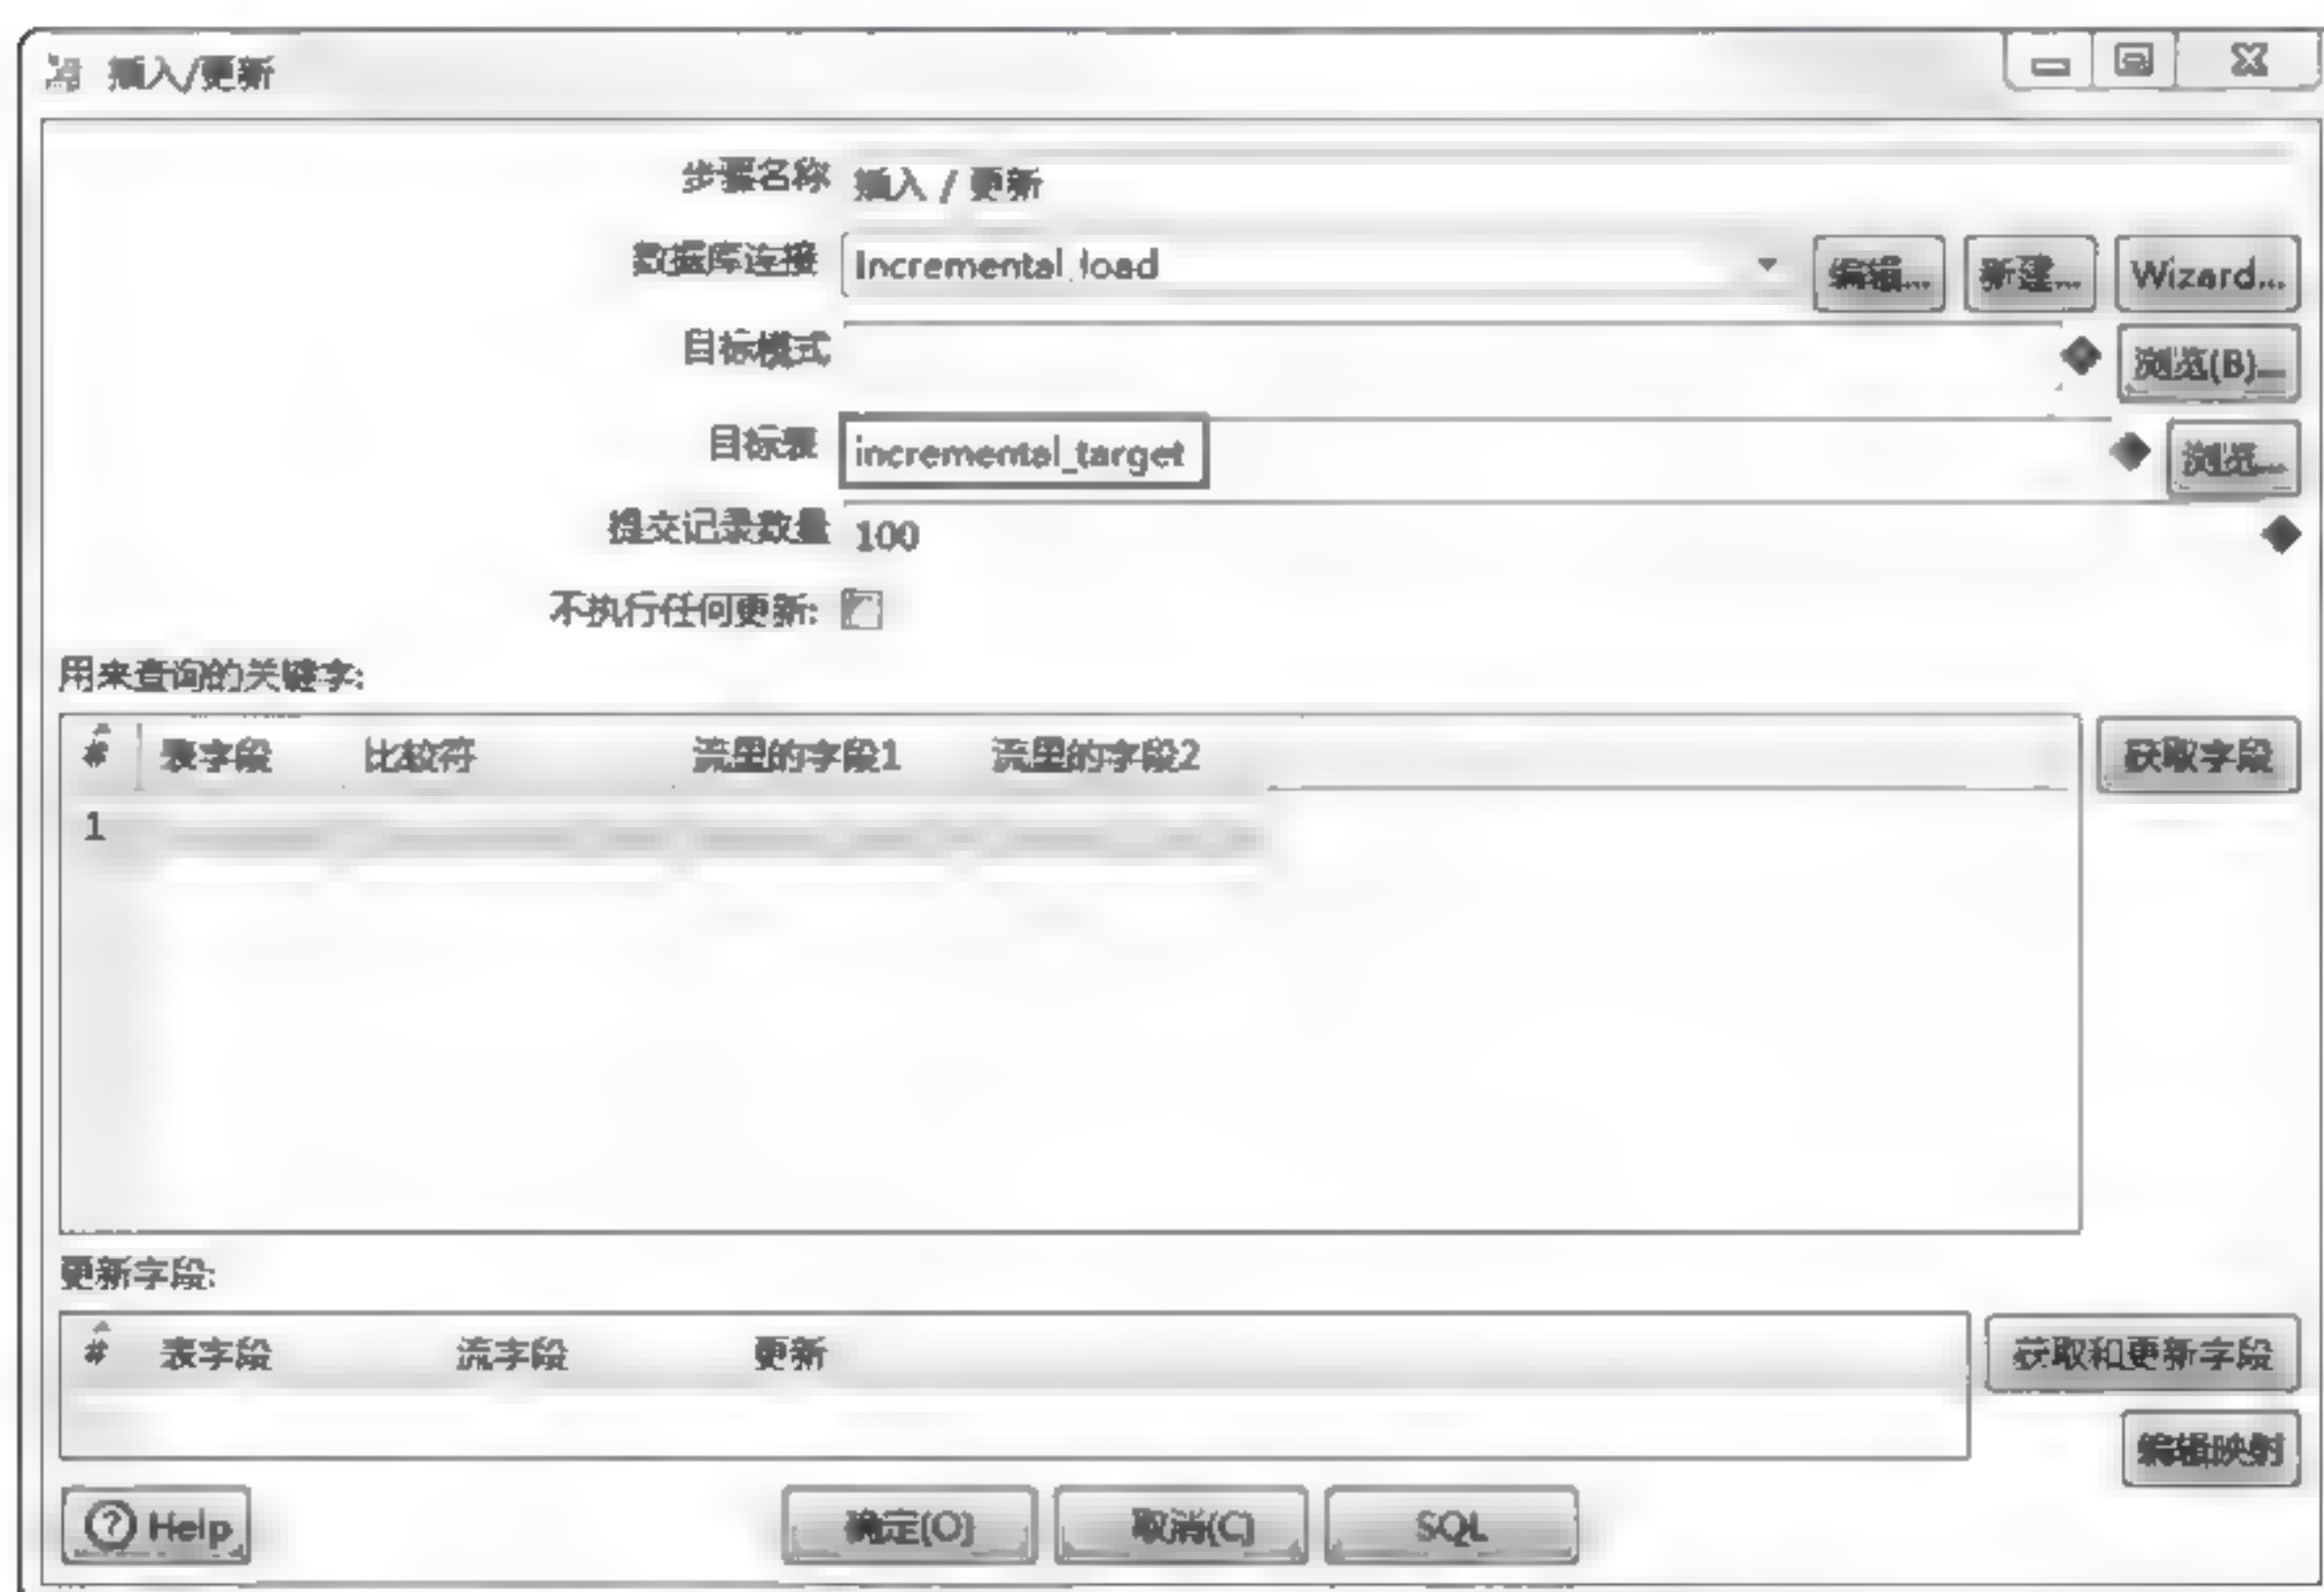 插入/更新
步骤名称 插入 / 更新
数据库连接 Incremental_load 编辑... 新建... Wizard...
目标模式 浏览(B)...
目标表 incremental_target 浏览...
提交记录数量 100
不执行任何更新:
用来查询的关键字:
# 表字段 比较符 流里的字段1 流里的字段2 获取字段
1
更新字段:
# 表字段 流字段 更新 获取和更新字段
编辑映射
Help 确定(O) 取消(C) SQL